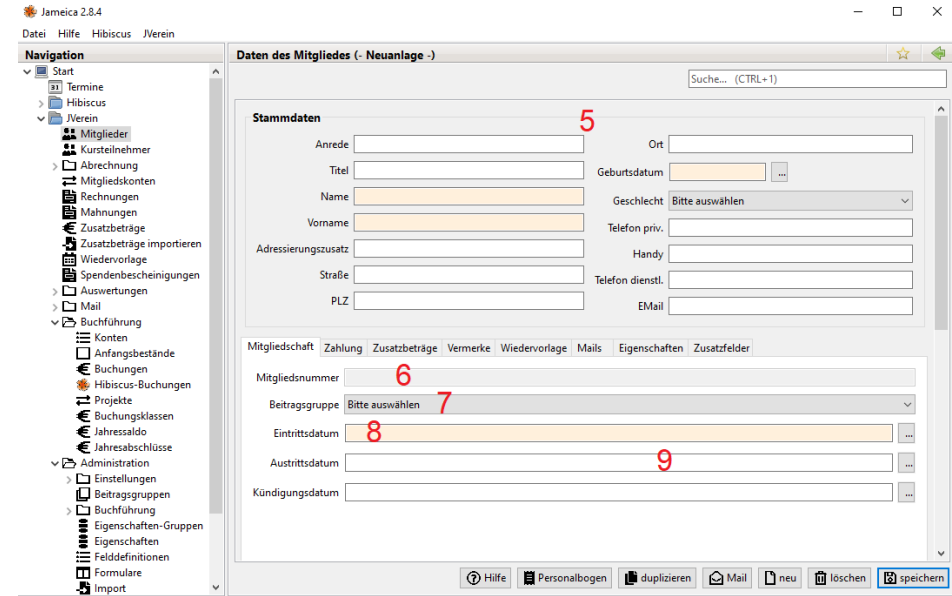 Jameica 2.8.4
Datei Hilfe Hibiscus JVerein
Navigation
Start
31 Termine
Hibiscus
JVerein
Mitglieder
Kursteilnehmer
Abrechnung
Mitgliedskonten
Rechnungen
Mahnungen
Zusatzbeträge
Zusatzbeträge importieren
Wiedervorlage
Spendenbescheinigungen
Auswertungen
Mail
Buchführung
Konten
Anfangsbestände
Buchungen
Hibiscus-Buchungen
Projekte
Buchungsklassen
Jahressaldo
Jahresabschlüsse
Administration
Einstellungen
Beitragsgruppen
Buchführung
Eigenschaften-Gruppen
Eigenschaften
Felddefinitionen
Formulare
Import
Daten des Mitgliedes (- Neuanlage -)
Suche... (CTRL+1)
Stammdaten
5
Anrede
Titel
Name
Vorname
Adressierungszusatz
Straße
PLZ
Ort
Geburtsdatum ...
Geschlecht Bitte auswählen
Telefon priv.
Handy
Telefon dienstl.
EMail
Mitgliedschaft Zahlung Zusatzbeträge Vermerke Wiedervorlage Mails Eigenschaften Zusatzfelder
Mitgliedsnummer 6
Beitragsgruppe Bitte auswählen 7
Eintrittsdatum 8 ...
Austrittsdatum 9 ...
Kündigungsdatum ...
Hilfe Personalbogen duplizieren Mail neu löschen speichern